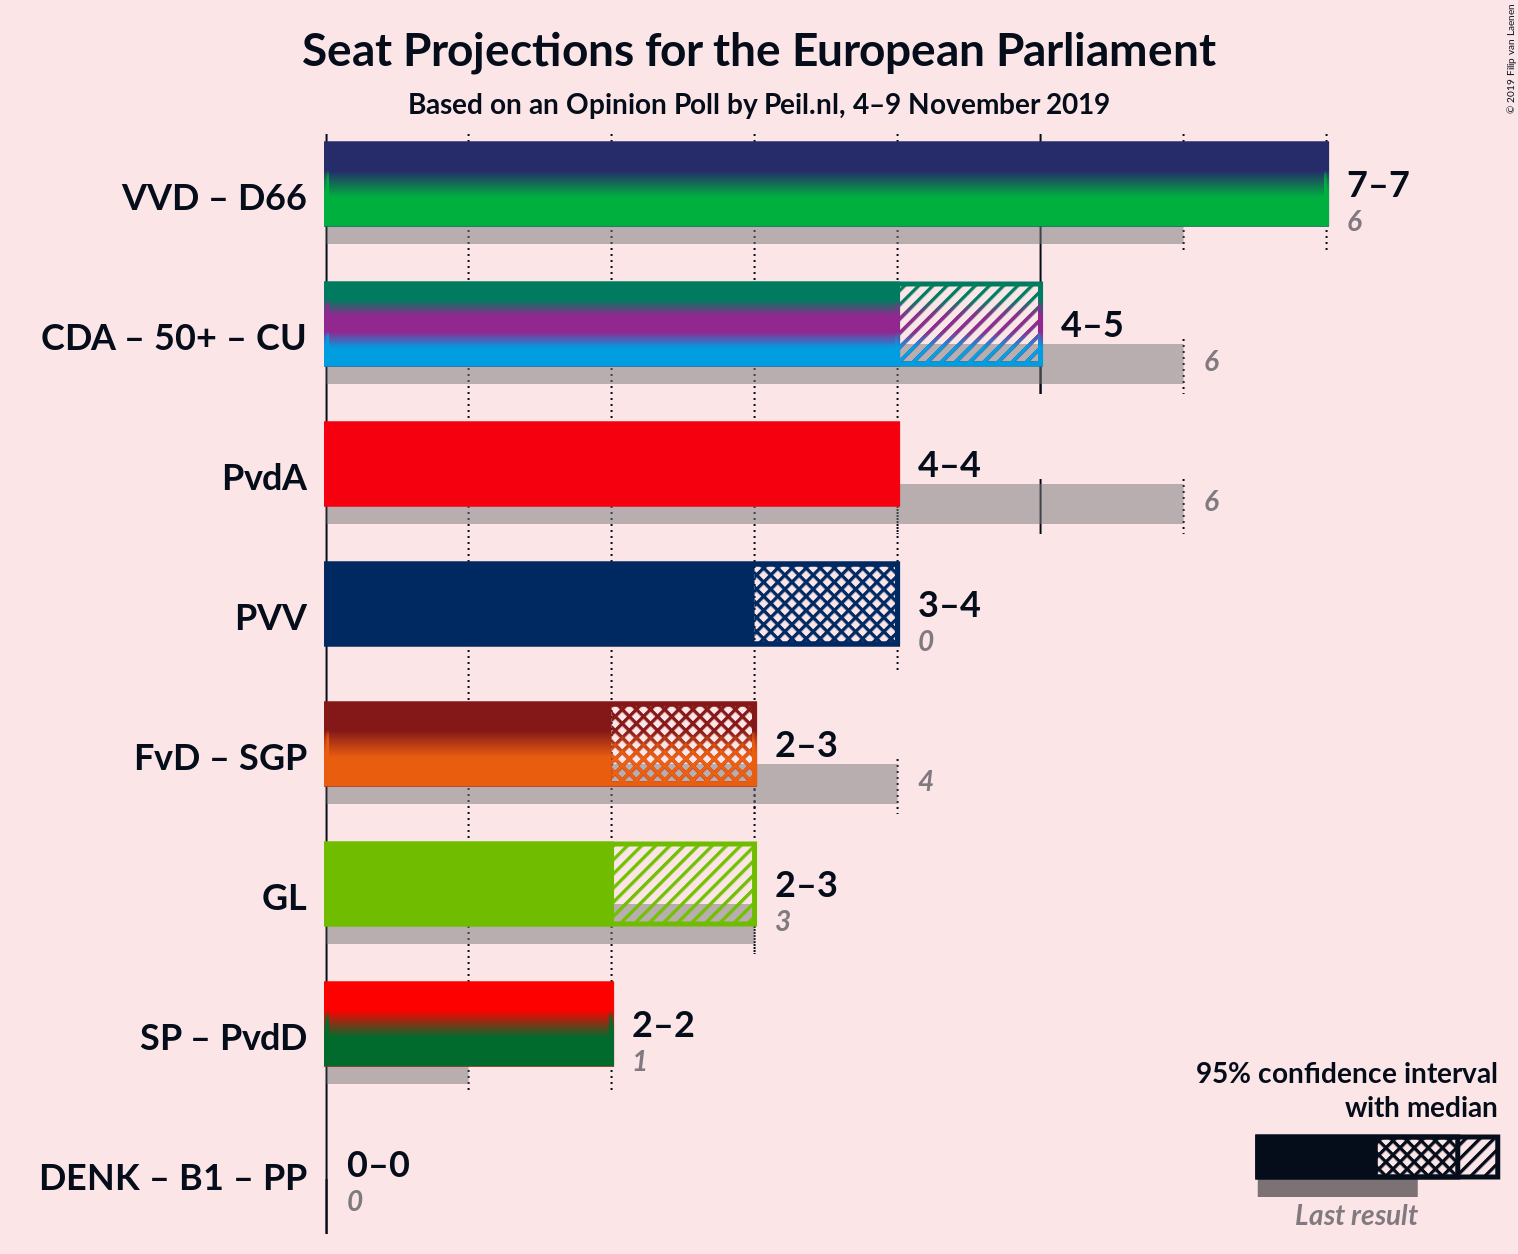 Seat Projections for the European Parliament
Based on an Opinion Poll by Peil.nl, 4–9 November 2019
© 2019 Filip van Laenen
VVD – D66
7–7
6
CDA – 50+ – CU
4–5
6
PvdA
4–4
6
PVV
3–4
0
FvD – SGP
2–3
4
GL
2–3
3
SP – PvdD
2–2
1
DENK – B1 – PP
0–0
0
95% confidence interval
with median
Last result